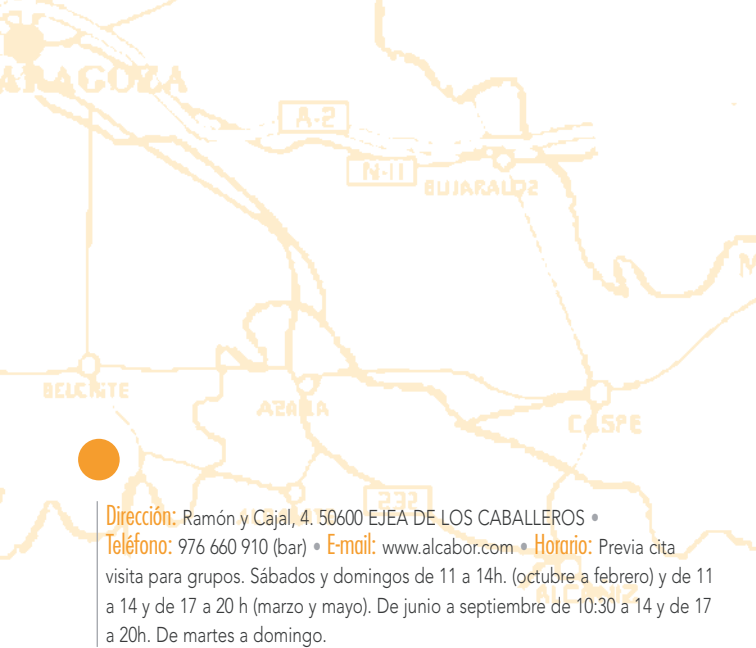 ARAGOZA
A-2
N-II
BUJARALOZ
M
BELCHITE
AZAILA
CASPE
232
ALCAÑIZ
Dirección: Ramón y Cajal, 4. 50600 EJEA DE LOS CABALLEROS •
Teléfono: 976 660 910 (bar) • E-mail: www.alcabor.com • Horario: Previa cita
visita para grupos. Sábados y domingos de 11 a 14h. (octubre a febrero) y de 11
a 14 y de 17 a 20 h (marzo y mayo). De junio a septiembre de 10:30 a 14 y de 17
a 20h. De martes a domingo.